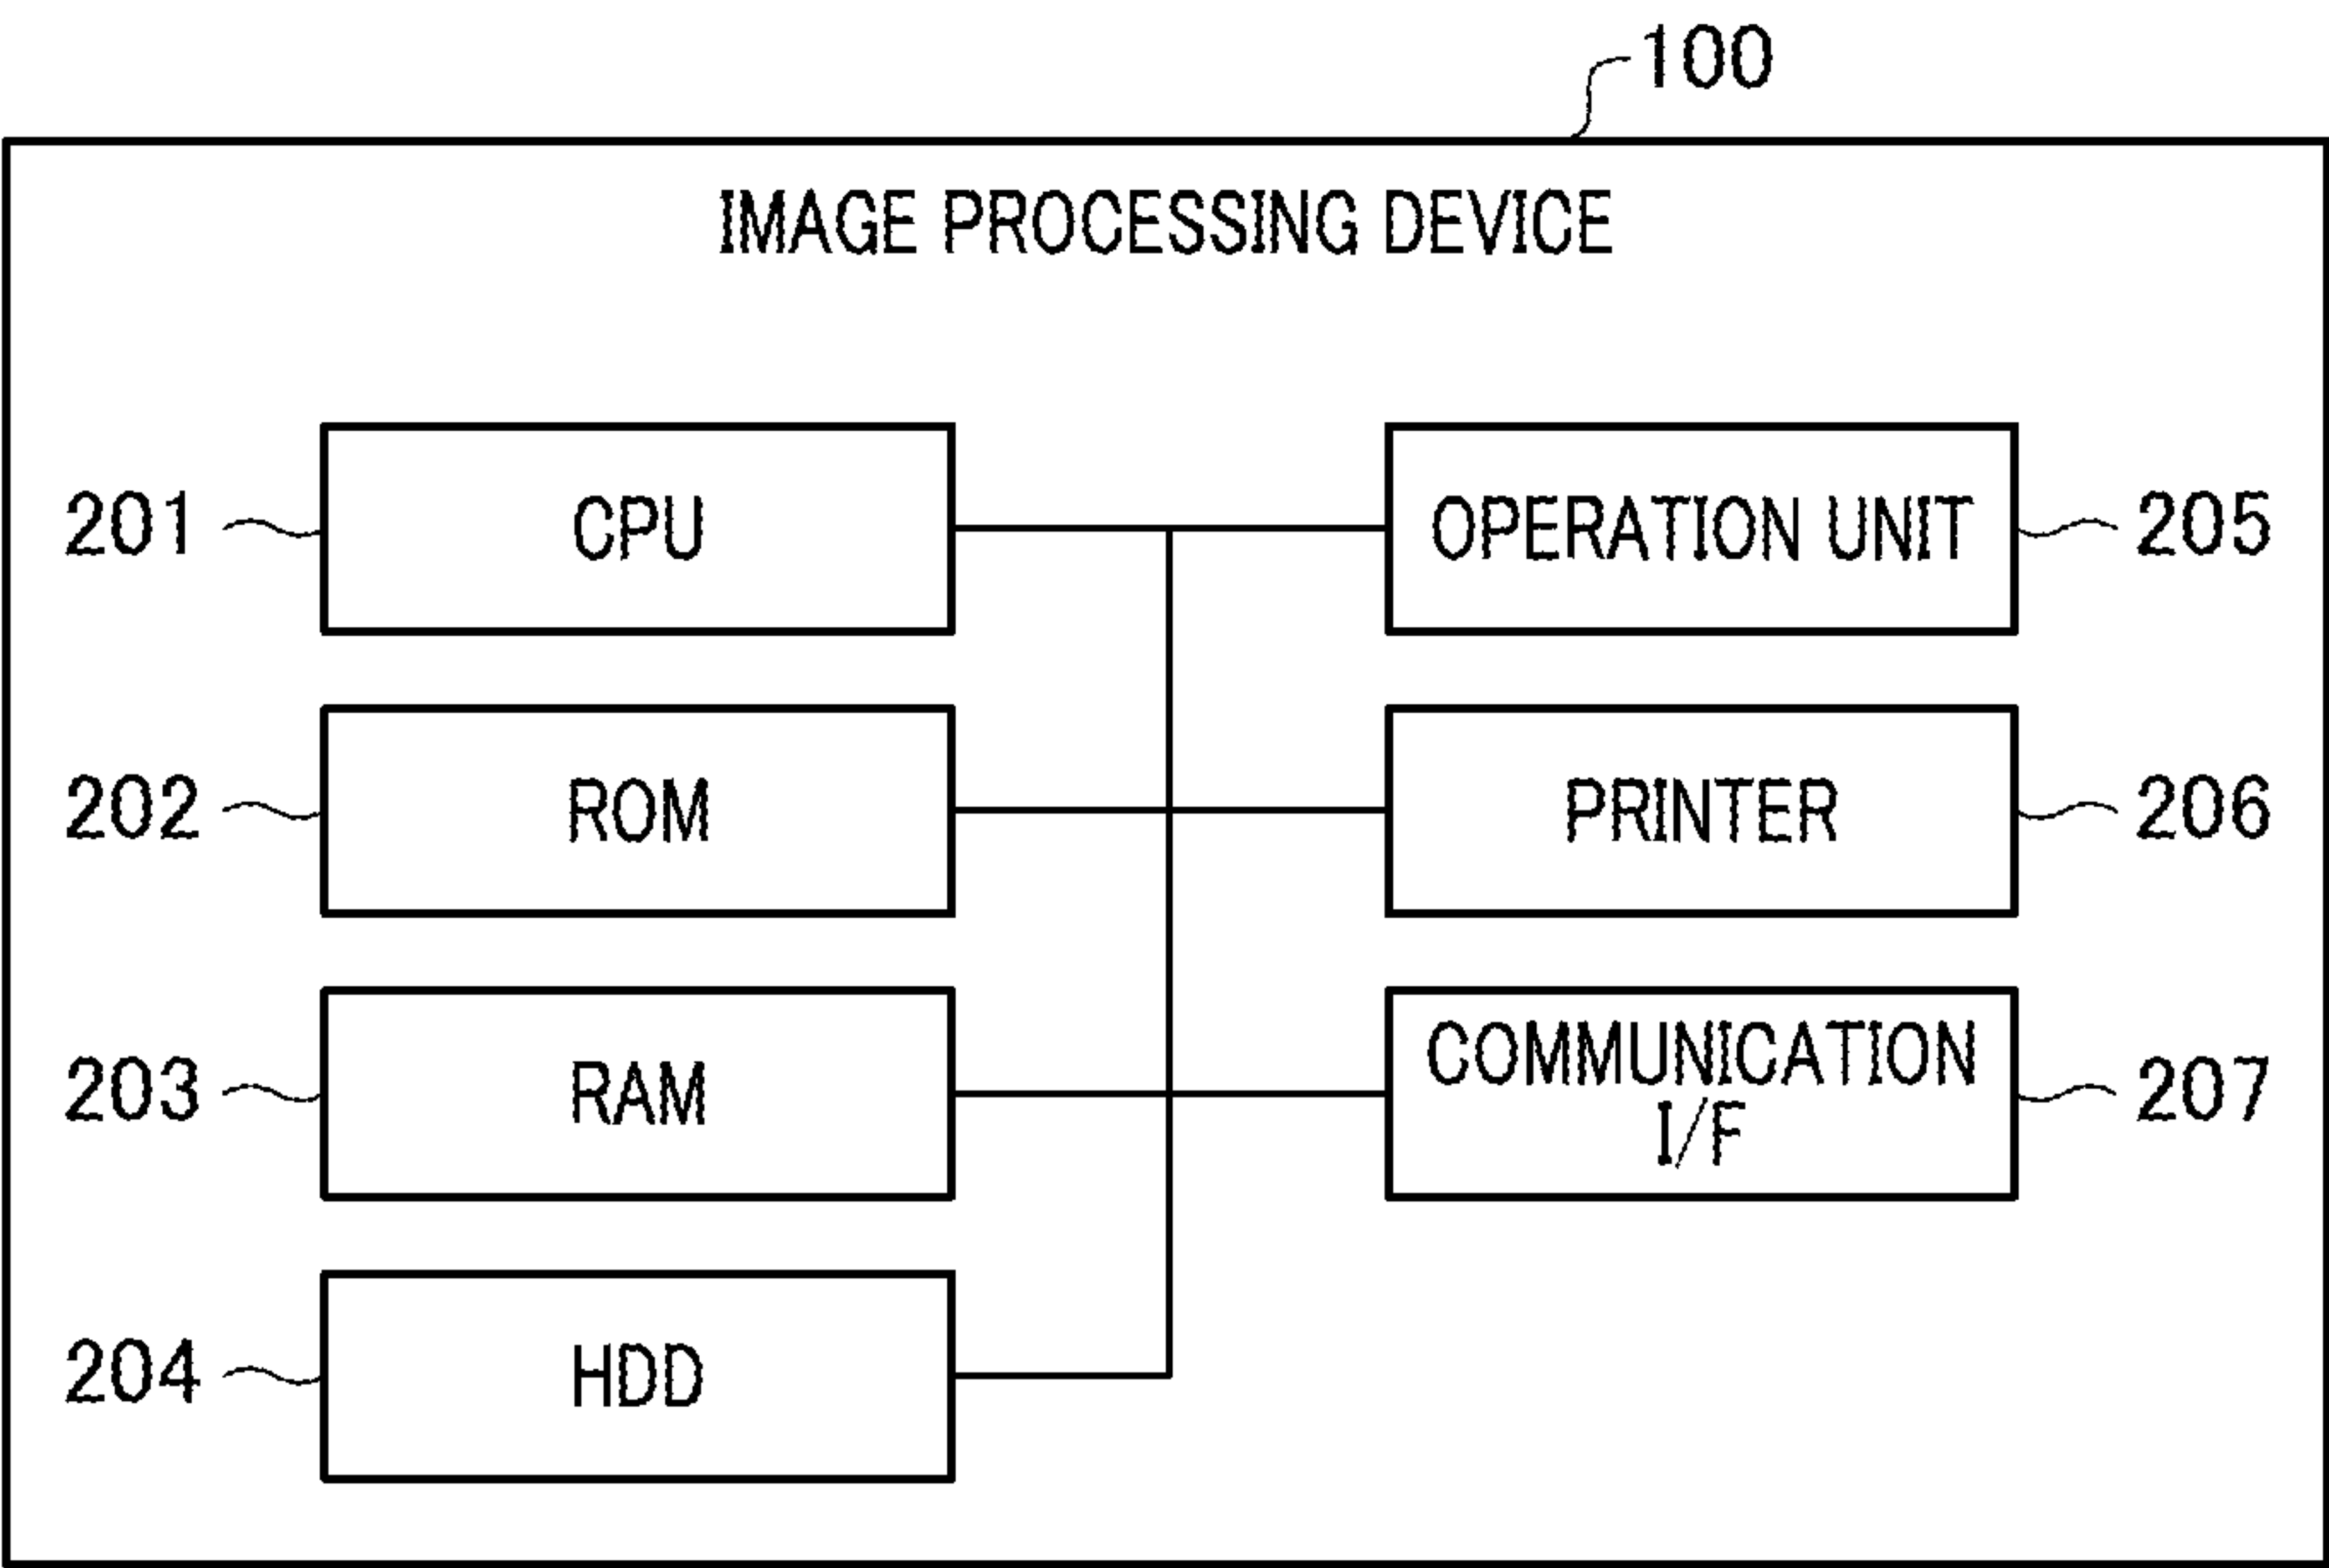 100
IMAGE PROCESSING DEVICE
201
CPU
OPERATION UNIT
205
202
ROM
PRINTER
206
203
RAM
COMMUNICATION
I/F
207
204
HDD